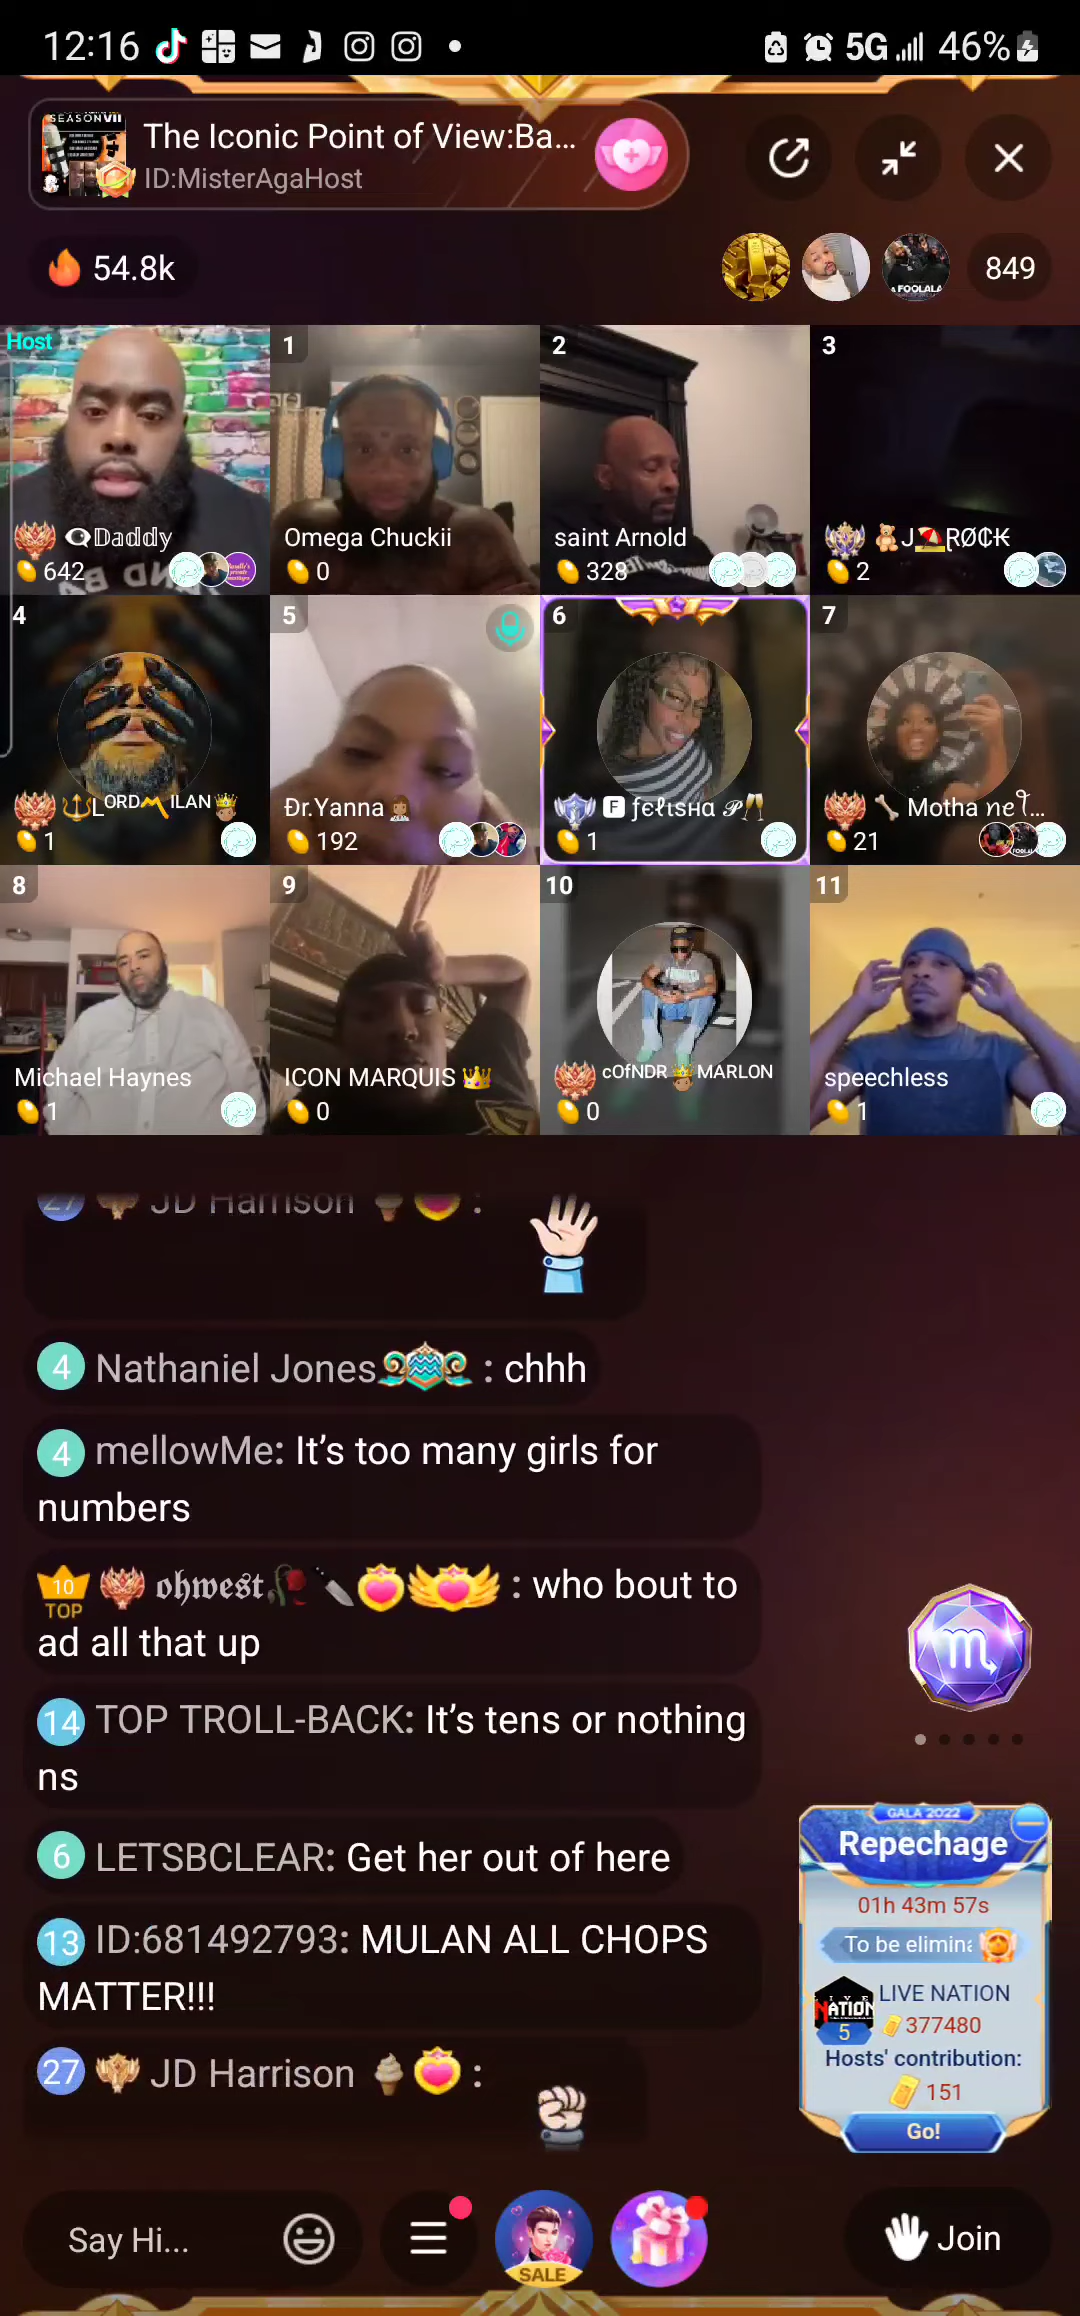 12:16
5G 46%
SEASON VII
The Iconic Point of View:Ba...
ID:MisterAgaHost
54.8k
A FOOLALA
849
Host
Daddy
642
1
Omega Chuckii
0
2
saint Arnold
328
3
J RØ₵K
2
4
LORD MILAN
1
5
Ðr.Yanna
192
6
F ƒєℓιѕнα 𝒫
1
7
Motha 𝓃𝑒
21
8
Michael Haynes
1
9
ICON MARQUIS
0
10
cOfNDR MARLON
0
11
speechless
1
27 JD Harrison :
4 Nathaniel Jones : chhh
4 mellowMe: It's too many girls for
numbers
10 TOP 𝖔𝖍𝖜𝖊𝖘𝖙 : who bout to
ad all that up
14 TOP TROLL-BACK: It's tens or nothing
ns
6 LETSBCLEAR: Get her out of here
13 ID:681492793: MULAN ALL CHOPS
MATTER!!!
27 JD Harrison :
GALA 2022
Repechage
01h 43m 57s
To be elimina
LIVE NATION
5
377480
Hosts' contribution:
151
Go!
Say Hi...
SALE
Join